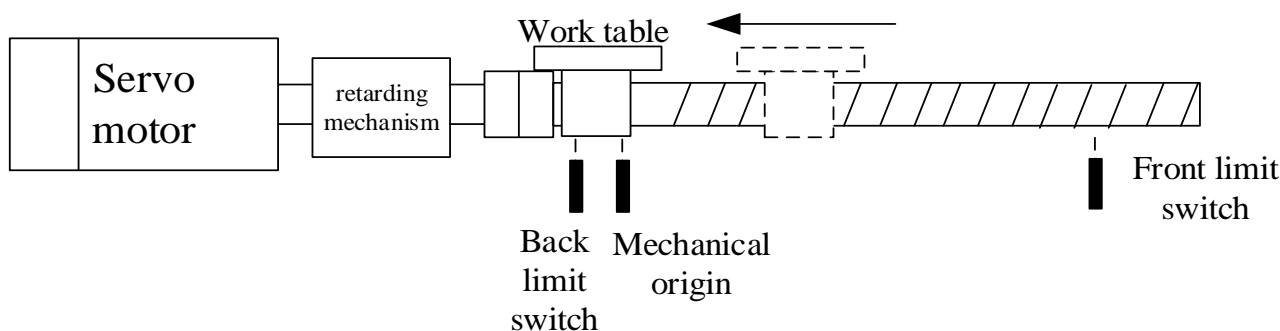 Servo
motor
retarding
mechanism
Work table
Back
limit
switch
Mechanical
origin
Front limit
switch